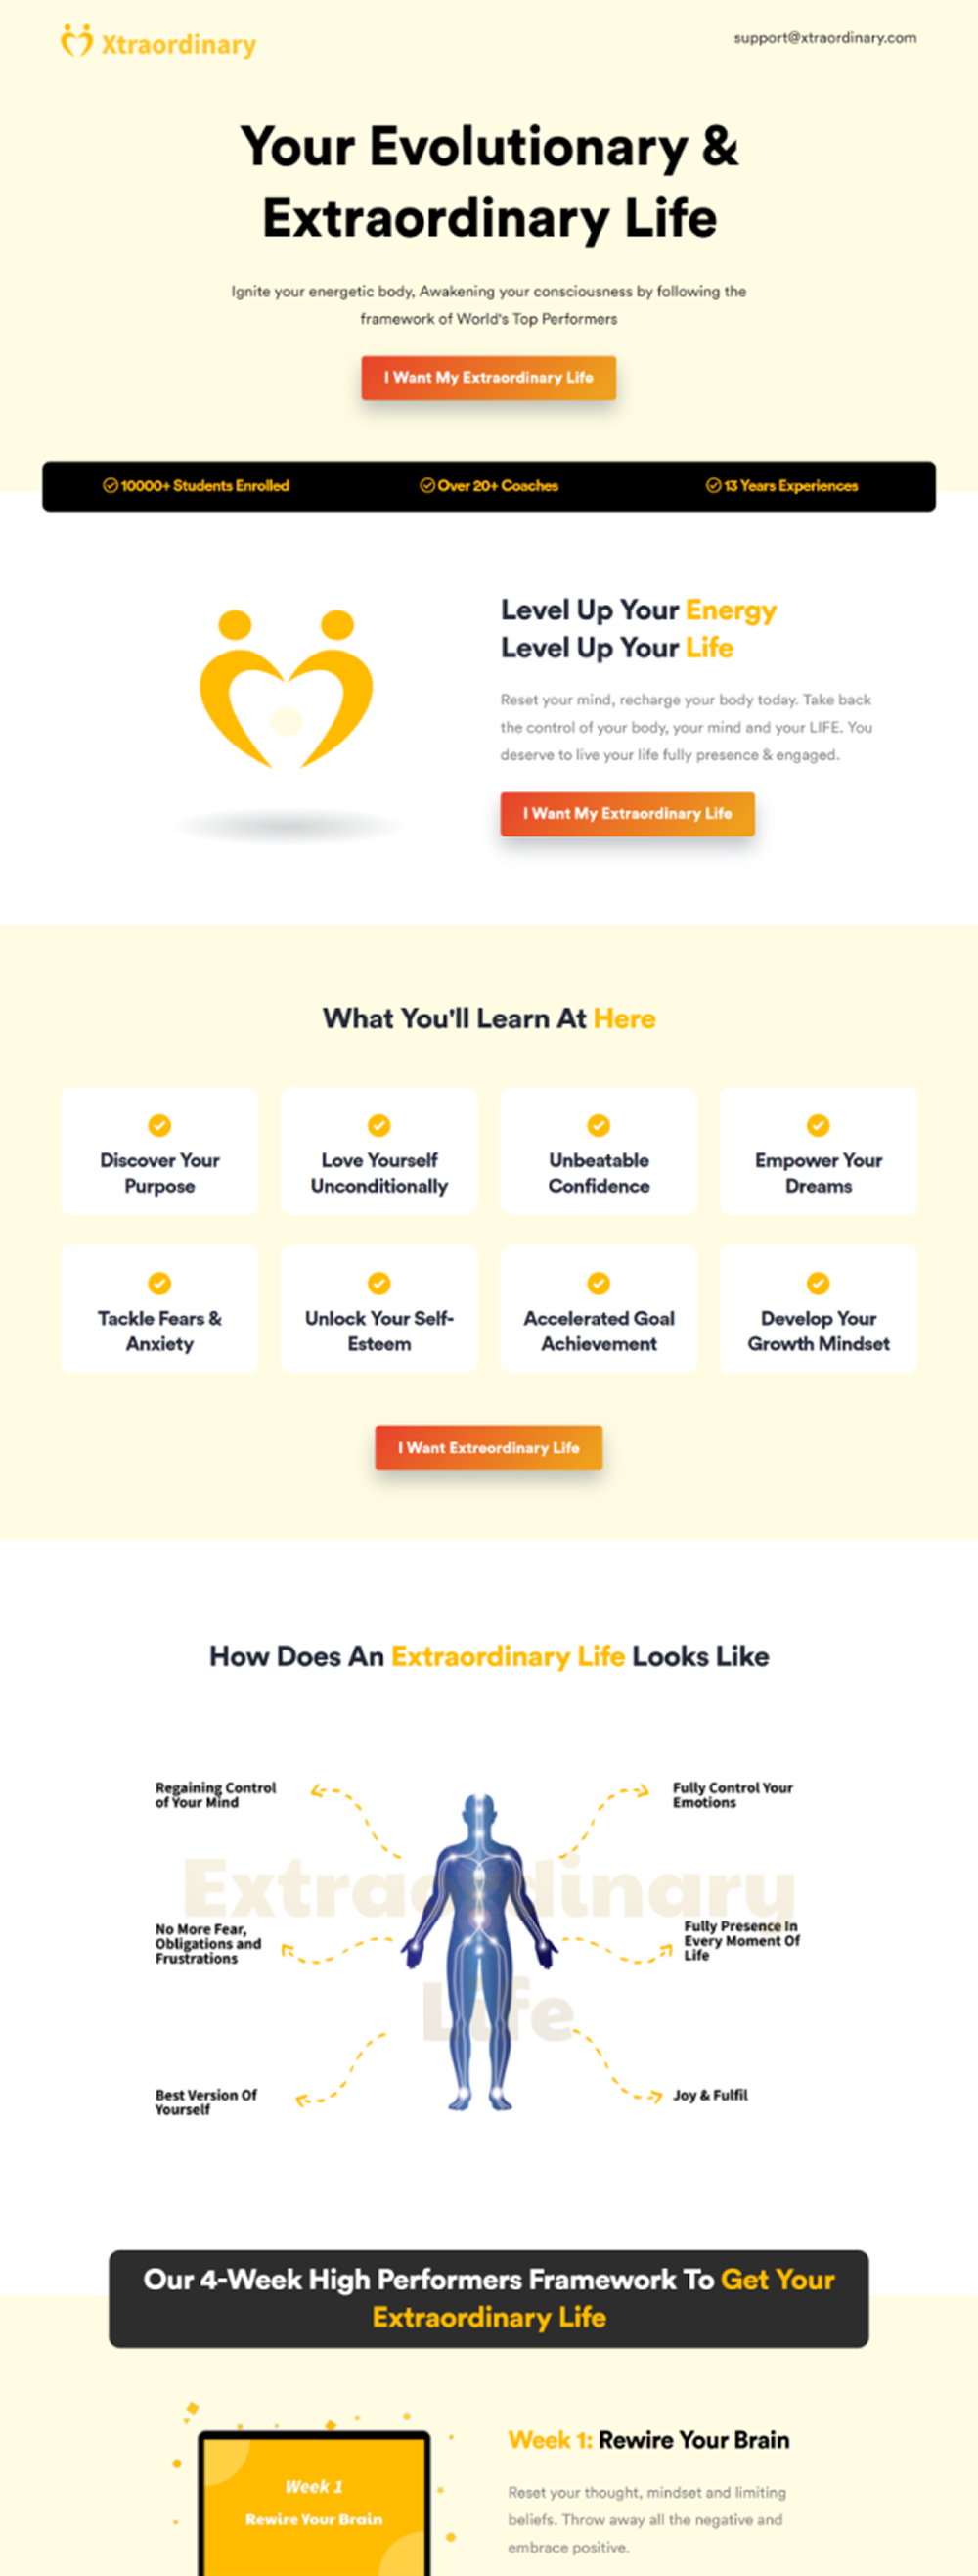 Xtraordinary
support@xtraordinary.com
Your Evolutionary &
Extraordinary Life
Ignite your energetic body, Awakening your consciousness by following the
framework of World's Top Performers
I Want My Extraordinary Life
10000+ Students Enrolled
Over 20+ Coaches
13 Years Experiences
Level Up Your Energy
Level Up Your Life
Reset your mind, recharge your body today. Take back
the control of your body, your mind and your LIFE. You
deserve to live your life fully presence & engaged.
I Want My Extraordinary Life
What You'll Learn At Here
Discover Your
Purpose
Love Yourself
Unconditionally
Unbeatable
Confidence
Empower Your
Dreams
Tackle Fears &
Anxiety
Unlock Your Self-
Esteem
Accelerated Goal
Achievement
Develop Your
Growth Mindset
I Want Extreordinary Life
How Does An Extraordinary Life Looks Like
Regaining Control
of Your Mind
Fully Control Your
Emotions
Extraordinary
No More Fear,
Obligations and
Frustrations
Fully Presence In
Every Moment Of
Life
Life
Best Version Of
Yourself
Joy & Fulfil
Our 4-Week High Performers Framework To Get Your
Extraordinary Life
Week 1
Rewire Your Brain
Week 1: Rewire Your Brain
Reset your thought, mindset and limiting
beliefs. Throw away all the negative and
embrace positive.